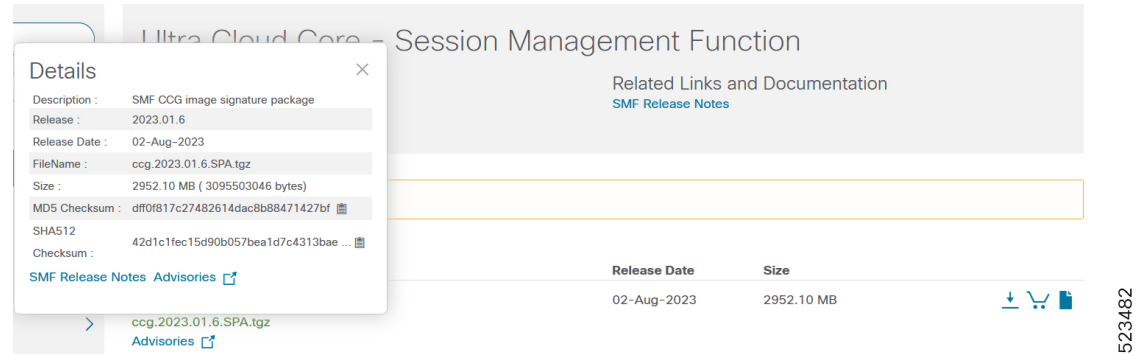 Ultra Cloud Core - Session Management Function
Details
Related Links and Documentation
SMF Release Notes
Description : SMF CCG image signature package
Release : 2023.01.6
Release Date : 02-Aug-2023
FileName : ccg.2023.01.6.SPA.tgz
Size : 2952.10 MB ( 3095503046 bytes)
MD5 Checksum : dff0f817c27482614dac8b88471427bf
SHA512
Checksum : 42d1c1fec15d90b057bea1d7c4313bae ...
SMF Release Notes Advisories
Release Date Size
02-Aug-2023 2952.10 MB
ccg.2023.01.6.SPA.tgz
Advisories
523482